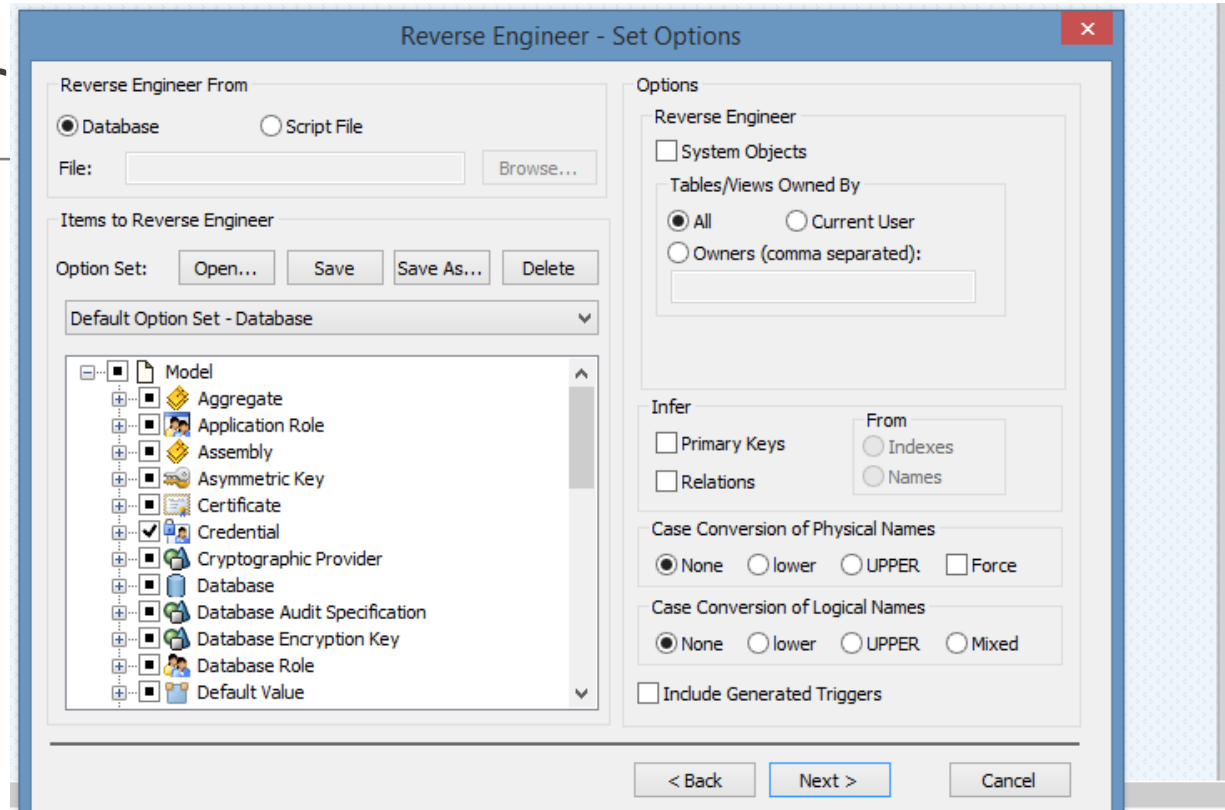 Reverse Engineer - Set Options
Reverse Engineer From
Database Script File
File: Browse...
Items to Reverse Engineer
Option Set: Open... Save Save As... Delete
Default Option Set - Database
Model
Aggregate
Application Role
Assembly
Asymmetric Key
Certificate
Credential
Cryptographic Provider
Database
Database Audit Specification
Database Encryption Key
Database Role
Default Value
Options
Reverse Engineer
System Objects
Tables/Views Owned By
All Current User
Owners (comma separated):
Infer
From
Primary Keys
Indexes
Relations
Names
Case Conversion of Physical Names
None lower UPPER Force
Case Conversion of Logical Names
None lower UPPER Mixed
Include Generated Triggers
< Back Next > Cancel